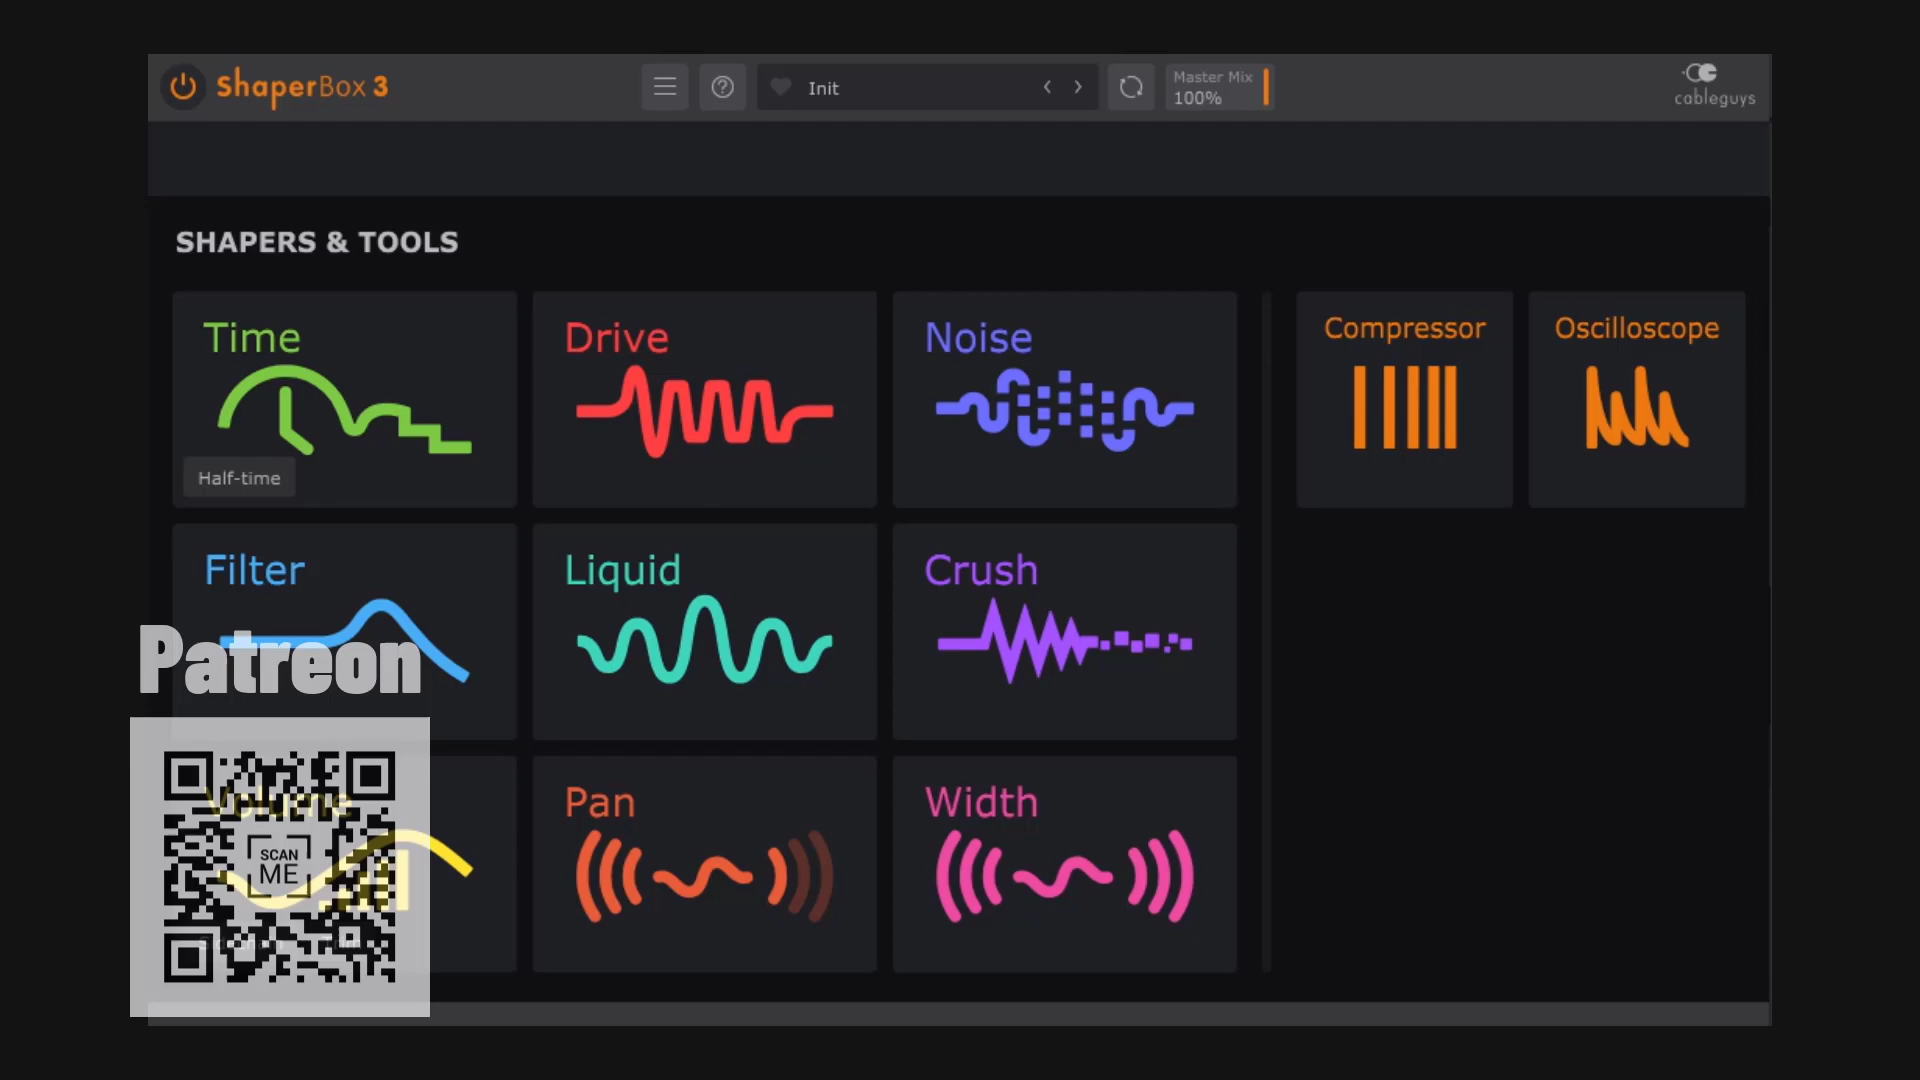 ShaperBox 3
Init
Master Mix
100%
cableguys
SHAPERS & TOOLS
Time
Half-time
Drive
Noise
Compressor
Oscilloscope
Filter
Liquid
Crush
Patreon
Volume
SCAN
ME
Pan
Width